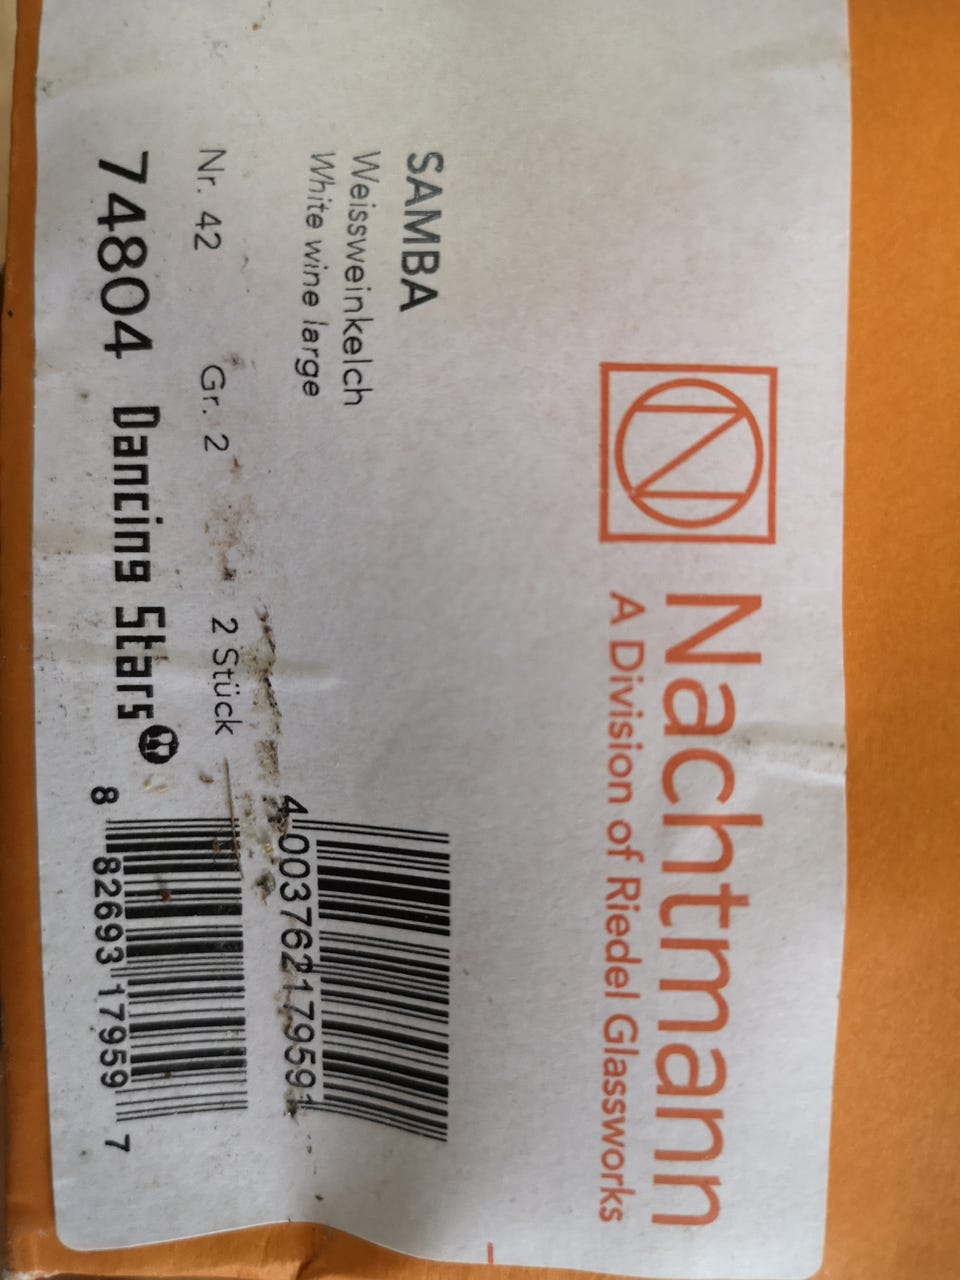 Nachtmann
A Division of Riedel Glassworks
SAMBA
Weissweinkelch
White wine large
Nr. 42 Gr. 2 2 Stück
74804 Dancing Stars
4 003762 179591
8 82693 17959 7